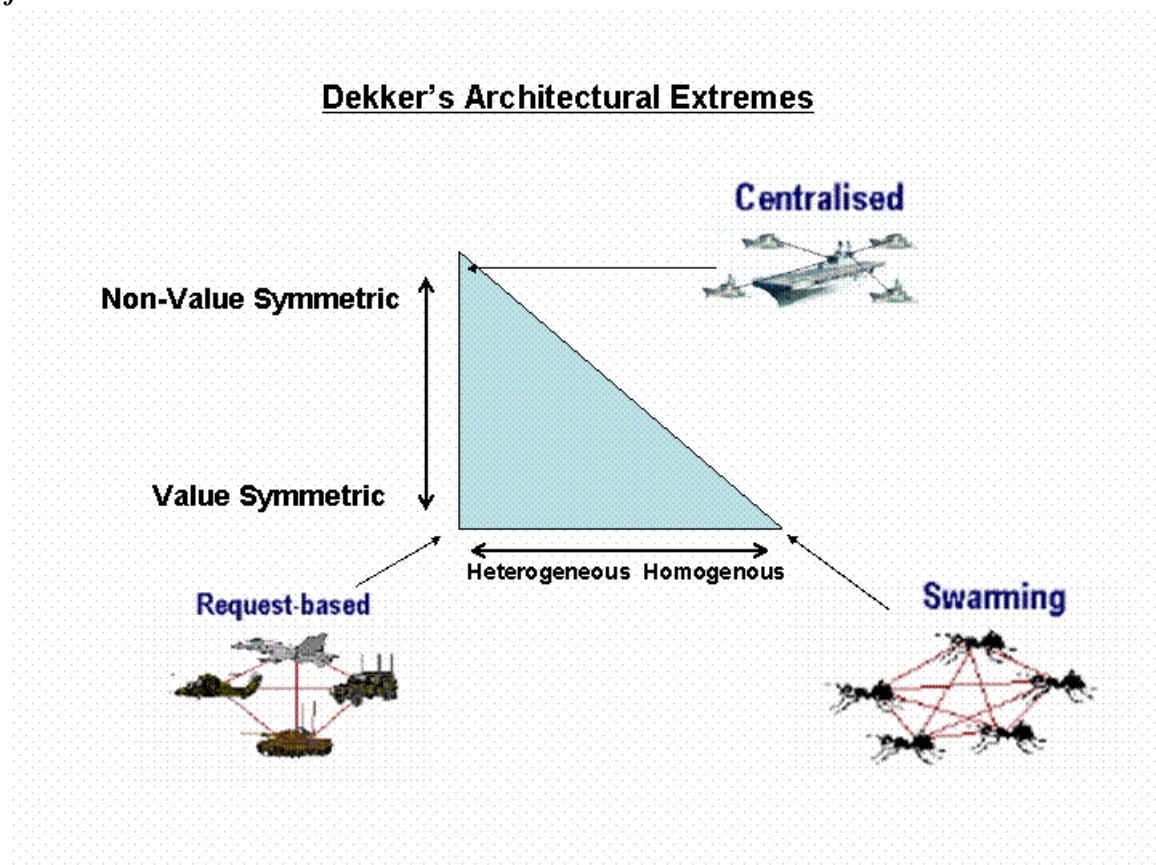 Dekker's Architectural Extremes
Centralised
Non-Value Symmetric
Value Symmetric
Heterogeneous Homogenous
Request-based
Swarming